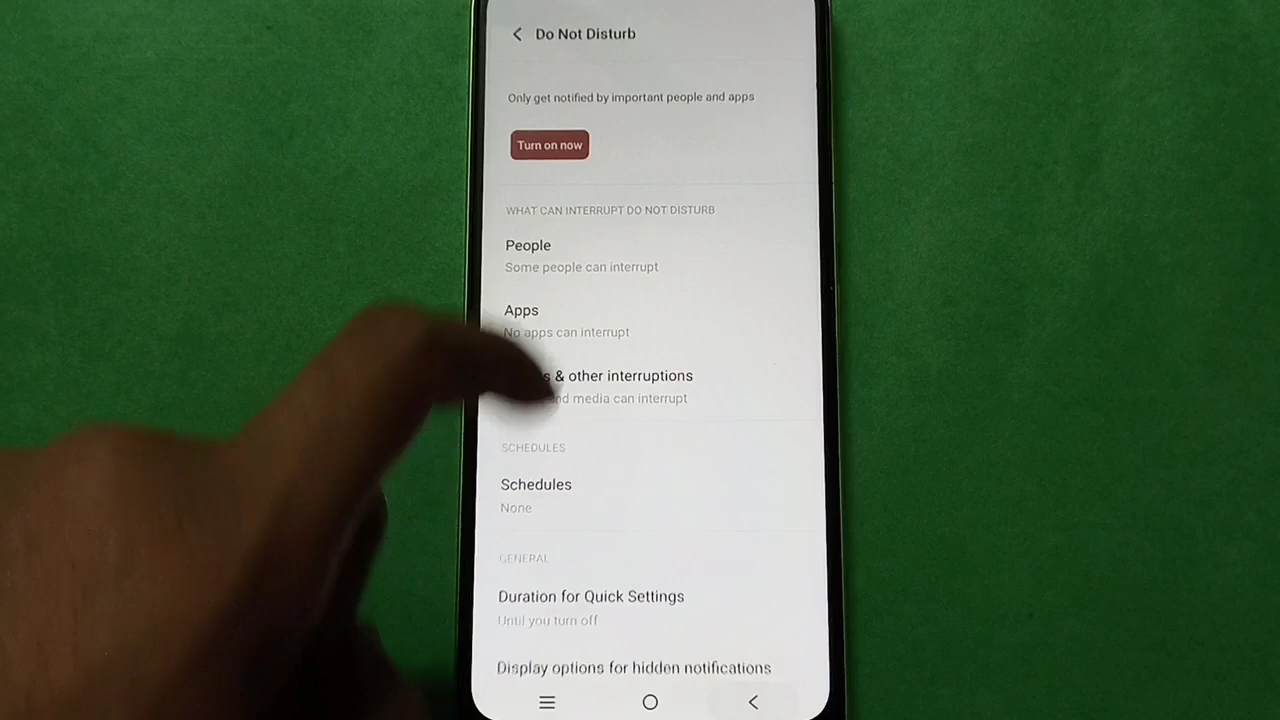 Do Not Disturb
Only get notified by important people and apps
Turn on now
WHAT CAN INTERRUPT DO NOT DISTURB
People
Some people can interrupt
Apps
No apps can interrupt
& other interruptions
media can interrupt
SCHEDULES
Schedules
None
GENERAL
Duration for Quick Settings
Until you turn off
Display options for hidden notifications